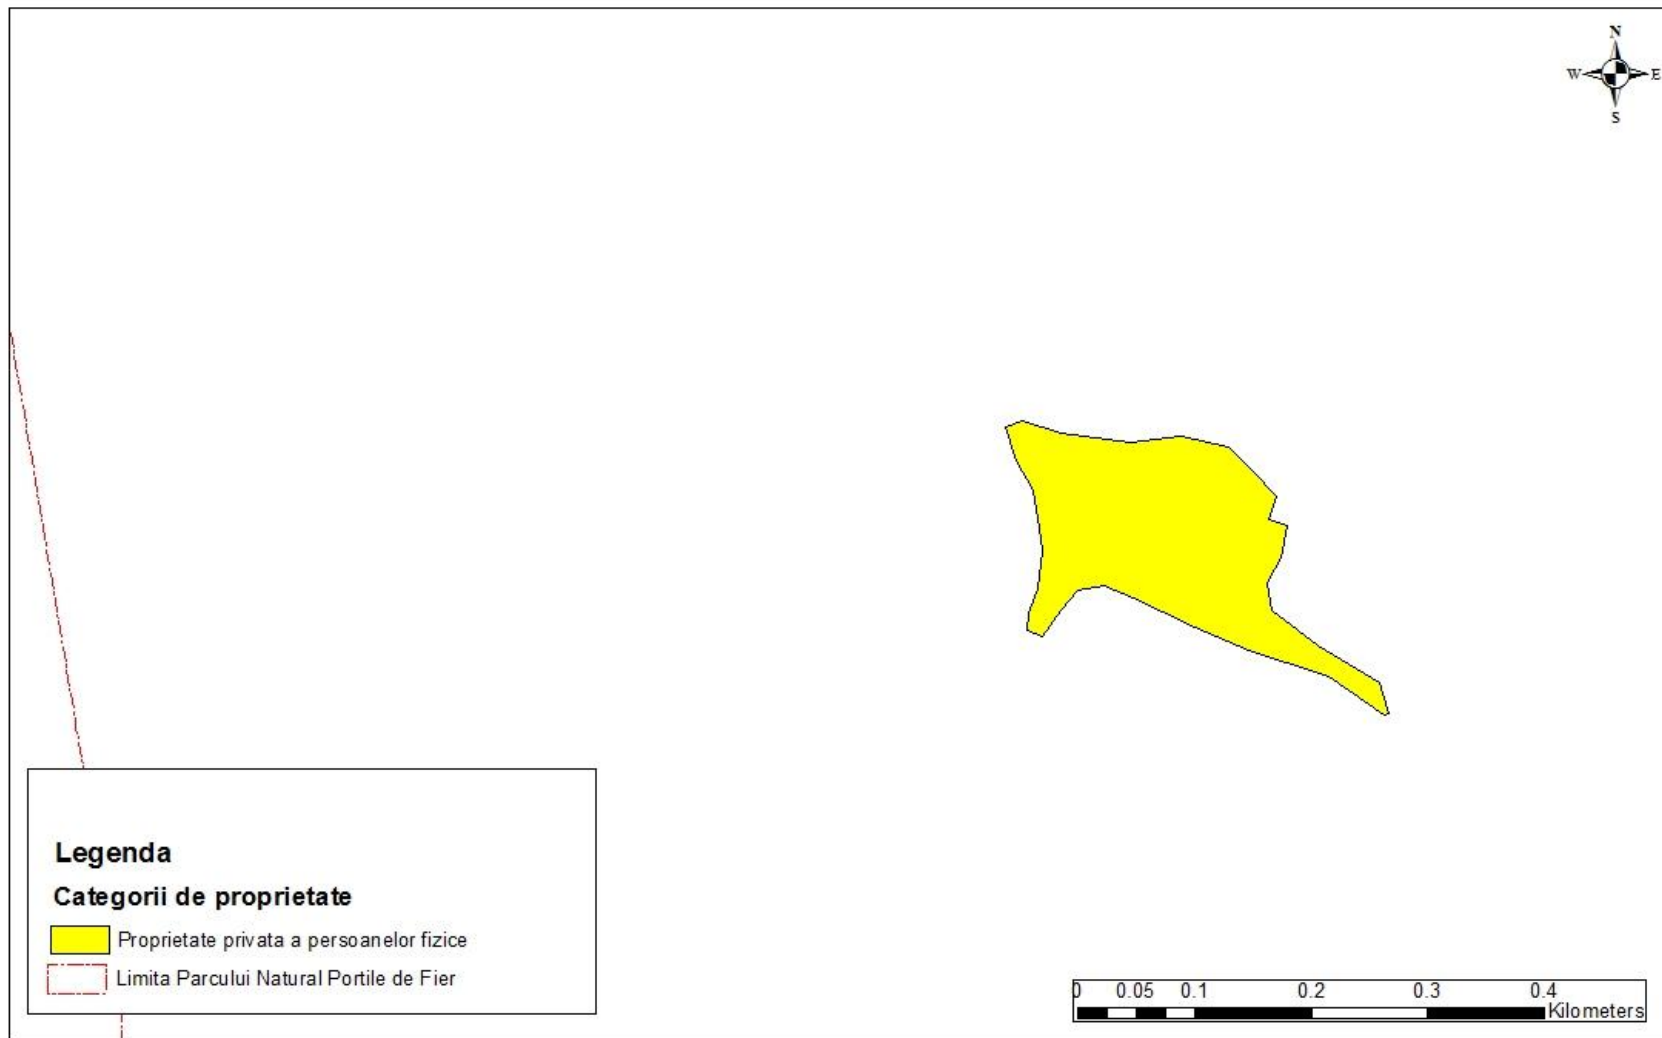 N
W E
S
Legenda
Categorii de proprietate
Proprietate privata a persoanelor fizice
Limita Parcului Natural Portile de Fier
0 0.05 0.1 0.2 0.3 0.4
Kilometers